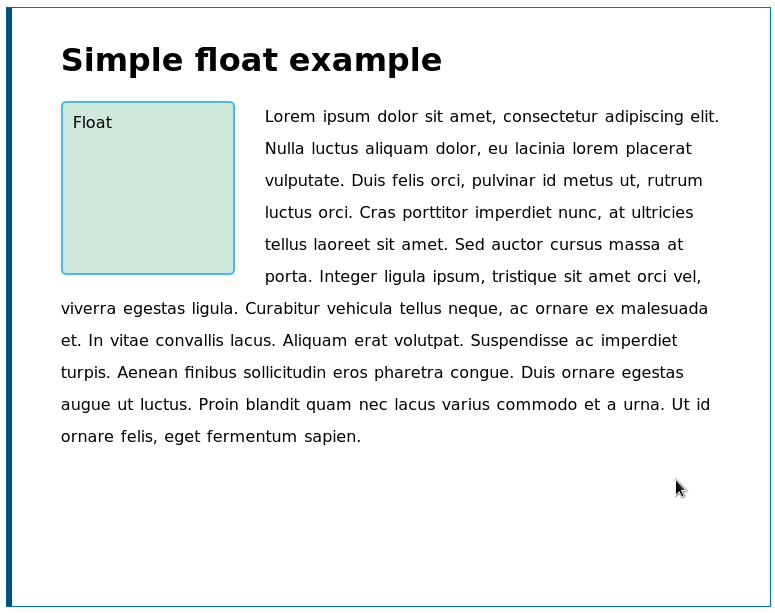 Simple float example
Float
Lorem ipsum dolor sit amet, consectetur adipiscing elit.
Nulla luctus aliquam dolor, eu lacinia lorem placerat
vulputate. Duis felis orci, pulvinar id metus ut, rutrum
luctus orci. Cras porttitor imperdiet nunc, at ultricies
tellus laoreet sit amet. Sed auctor cursus massa at
porta. Integer ligula ipsum, tristique sit amet orci vel,
viverra egestas ligula. Curabitur vehicula tellus neque, ac ornare ex malesuada
et. In vitae convallis lacus. Aliquam erat volutpat. Suspendisse ac imperdiet
turpis. Aenean finibus sollicitudin eros pharetra congue. Duis ornare egestas
augue ut luctus. Proin blandit quam nec lacus varius commodo et a urna. Ut id
ornare felis, eget fermentum sapien.